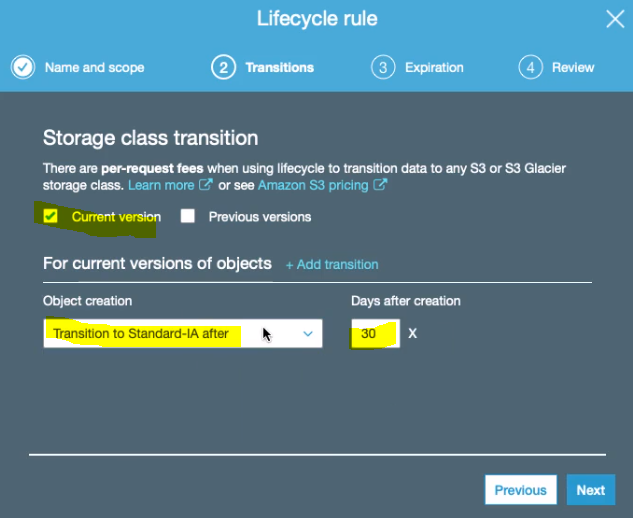 Lifecycle rule
Name and scope
2 Transitions
3 Expiration
4 Review
Storage class transition
There are per-request fees when using lifecycle to transition data to any S3 or S3 Glacier
storage class. Learn more or see Amazon S3 pricing
Current version Previous versions
For current versions of objects + Add transition
Object creation Days after creation
Transition to Standard-IA after 30 X
Previous Next